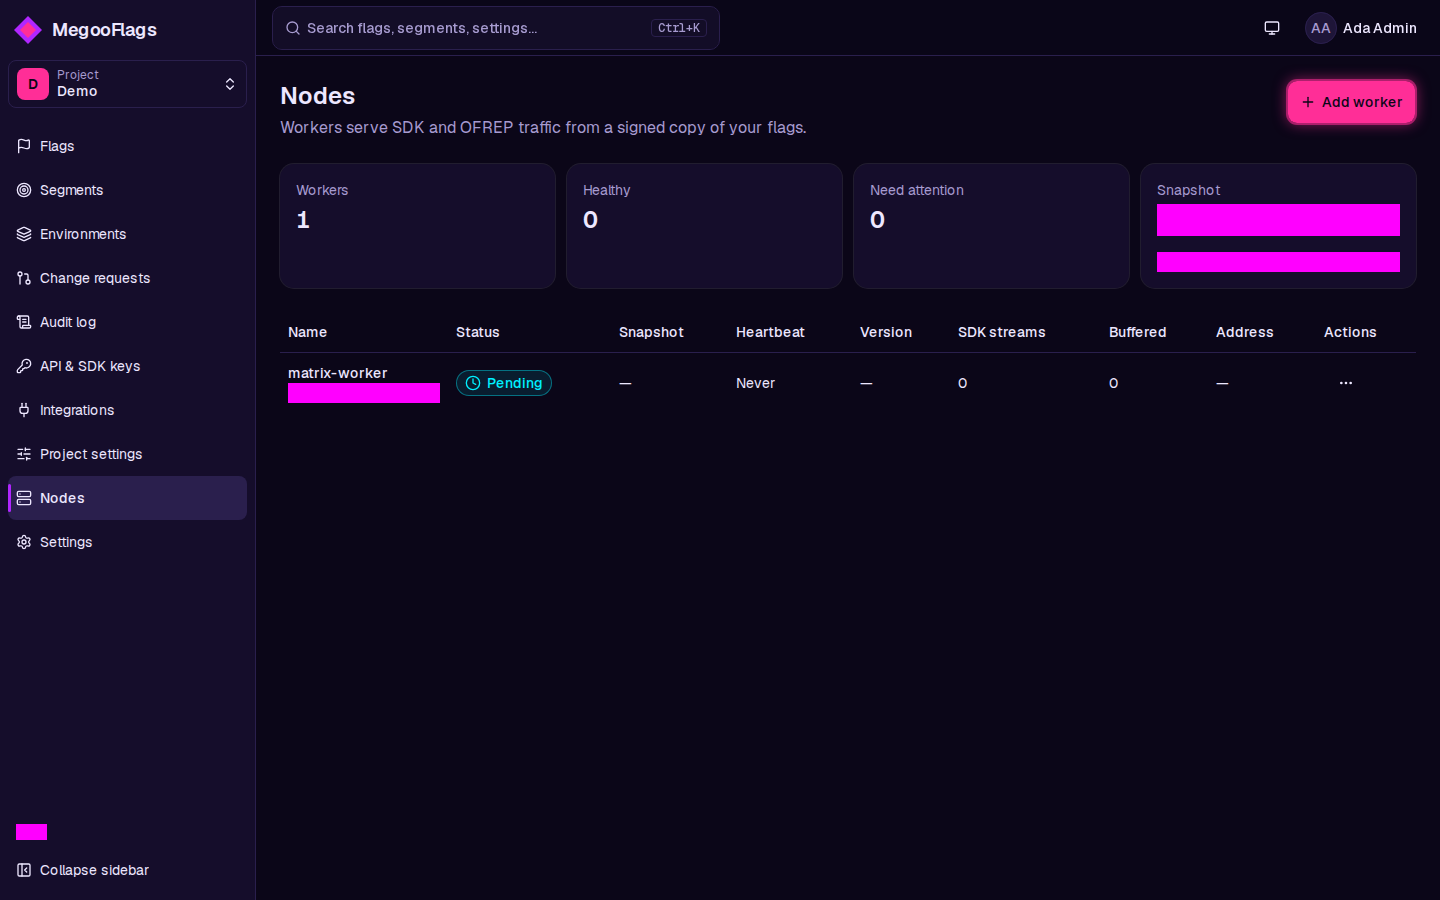 MegooFlags
Search flags, segments, settings...
Ctrl+K
AA
Ada Admin
D
Project
Demo
Flags
Segments
Environments
Change requests
Audit log
API & SDK keys
Integrations
Project settings
Nodes
Settings
Collapse sidebar
Nodes
Workers serve SDK and OFREP traffic from a signed copy of your flags.
+ Add worker
Workers
1
Healthy
0
Need attention
0
Snapshot
Name Status Snapshot Heartbeat Version SDK streams Buffered Address Actions
matrix-worker
Pending — Never — 0 0 — ...